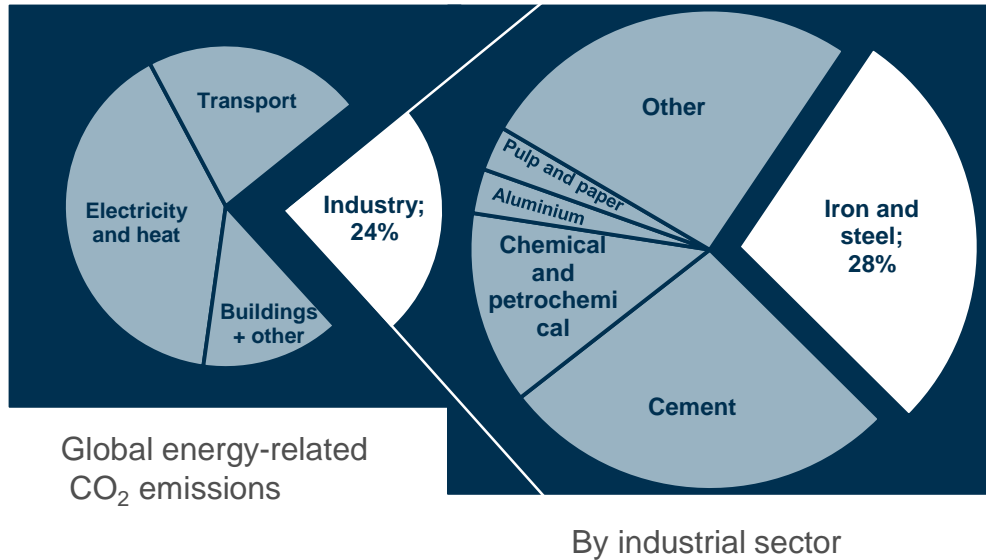 Transport
Electricity
and heat
Industry;
24%
Buildings
+ other
Other
Pulp and paper
Aluminium
Chemical
and
petrochemi
cal
Cement
Iron and
steel;
28%
Global energy-related
CO₂ emissions
By industrial sector